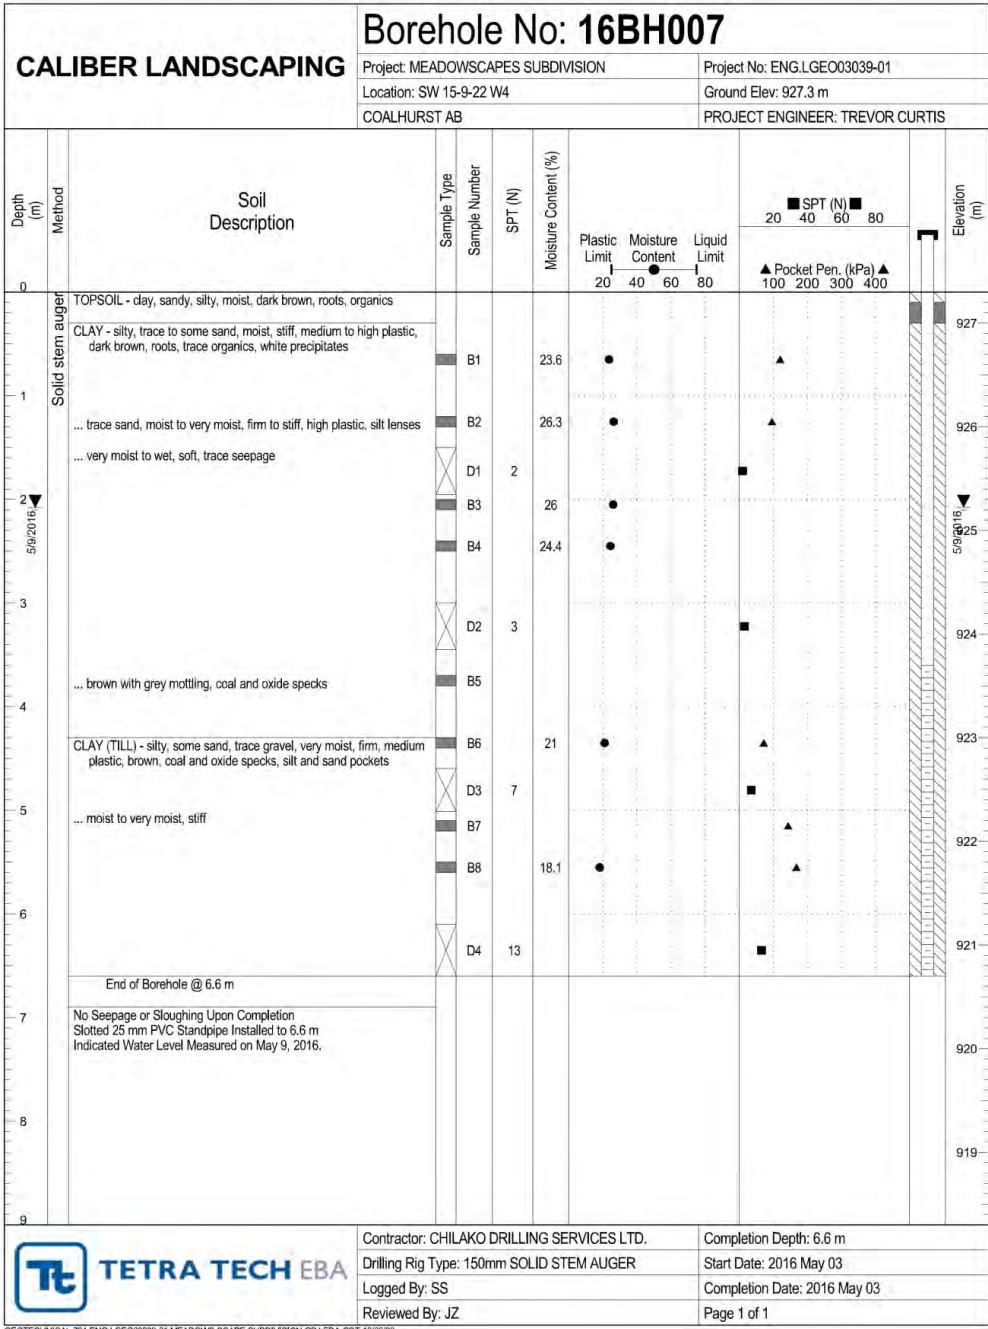 CALIBER LANDSCAPING
Borehole No: 16BH007
Project: MEADOWSCAPES SUBDIVISION
Project No: ENG.LGEO03039-01
Location: SW 15-9-22 W4
Ground Elev: 927.3 m
COALHURST AB
PROJECT ENGINEER: TREVOR CURTIS
Depth (m)
Method
Soil Description
Sample Type
Sample Number
SPT (N)
Moisture Content (%)
Plastic Limit
Moisture Content
Liquid Limit
20 40 60 80
SPT (N)
20 40 60 80
Pocket Pen. (kPa)
100 200 300 400
Elevation (m)
0
Solid stem auger
TOPSOIL - clay, sandy, silty, moist, dark brown, roots, organics
927
CLAY - silty, trace to some sand, moist, stiff, medium to high plastic,
dark brown, roots, trace organics, white precipitates
B1 23.6
1
... trace sand, moist to very moist, firm to stiff, high plastic, silt lenses
B2 26.3
926
... very moist to wet, soft, trace seepage
D1 2
2
5/9/2016
B3 26
5/9/2016
925
B4 24.4
3
D2 3
924
... brown with grey mottling, coal and oxide specks
B5
4
CLAY (TILL) - silty, some sand, trace gravel, very moist, firm, medium
plastic, brown, coal and oxide specks, silt and sand pockets
B6 21
923
D3 7
5
... moist to very moist, stiff
B7
922
B8 18.1
6
D4 13
921
End of Borehole @ 6.6 m
7
No Seepage or Sloughing Upon Completion
Slotted 25 mm PVC Standpipe Installed to 6.6 m
Indicated Water Level Measured on May 9, 2016.
920
8
919
9
Tt TETRA TECH EBA
Contractor: CHILAKO DRILLING SERVICES LTD.
Completion Depth: 6.6 m
Drilling Rig Type: 150mm SOLID STEM AUGER
Start Date: 2016 May 03
Logged By: SS
Completion Date: 2016 May 03
Reviewed By: JZ
Page 1 of 1